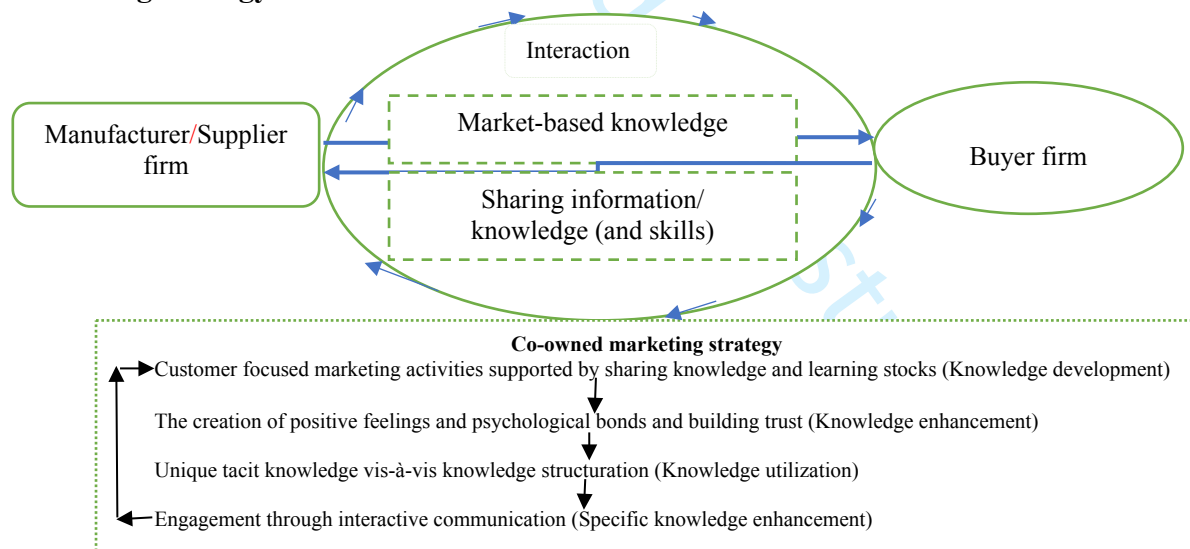 Interaction
Manufacturer/Supplier
firm
Market-based knowledge
Buyer firm
Sharing information/
knowledge (and skills)
Co-owned marketing strategy
Customer focused marketing activities supported by sharing knowledge and learning stocks (Knowledge development)
The creation of positive feelings and psychological bonds and building trust (Knowledge enhancement)
Unique tacit knowledge vis-à-vis knowledge structuration (Knowledge utilization)
Engagement through interactive communication (Specific knowledge enhancement)